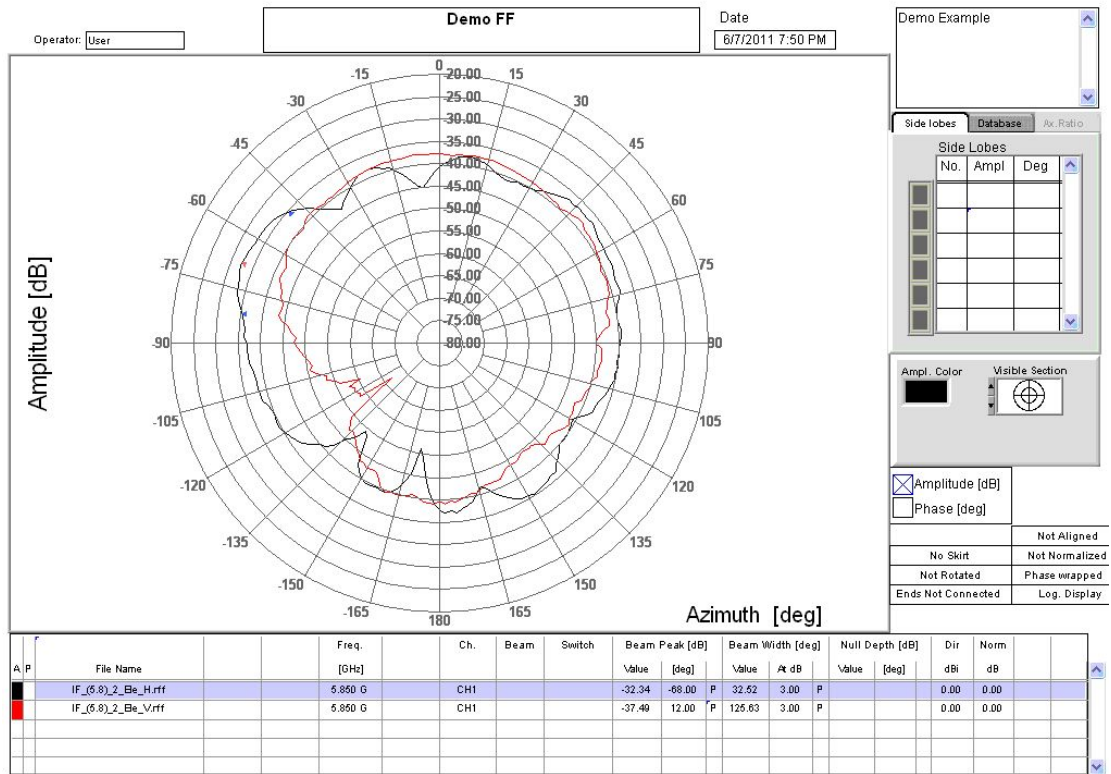 Demo FF
Date
Operator: User
6/7/2011 7:50 PM
Demo Example
Side lobes Database Ax.Ratio
Side Lobes
No. Ampl Deg
Ampl. Color Visible Section
Amplitude [dB]
Phase [deg]
Not Aligned
No Skirt Not Normalized
Not Rotated Phase wrapped
Ends Not Connected Log. Display
Amplitude [dB]
0
15
30
45
60
75
90
105
120
135
150
165
180
-165
-150
-135
-120
-105
-90
-75
-60
-45
-30
-15
-20.00
-25.00
-30.00
-35.00
-40.00
-45.00
-50.00
-55.00
-60.00
-65.00
-70.00
-75.00
-80.00
Azimuth [deg]
Freq. Ch. Beam Switch Beam Peak [dB] Beam Width [deg] Null Depth [dB] Dir Norm
A P File Name [GHz] Value [deg] Value At dB Value [deg] dBi dB
IF_(5.8)_2_Ele_H.rff 5.850 G CH1 -32.34 -68.00 P 32.52 3.00 P 0.00 0.00
IF_(5.8)_2_Ele_V.rff 5.850 G CH1 -37.49 12.00 P 125.63 3.00 P 0.00 0.00